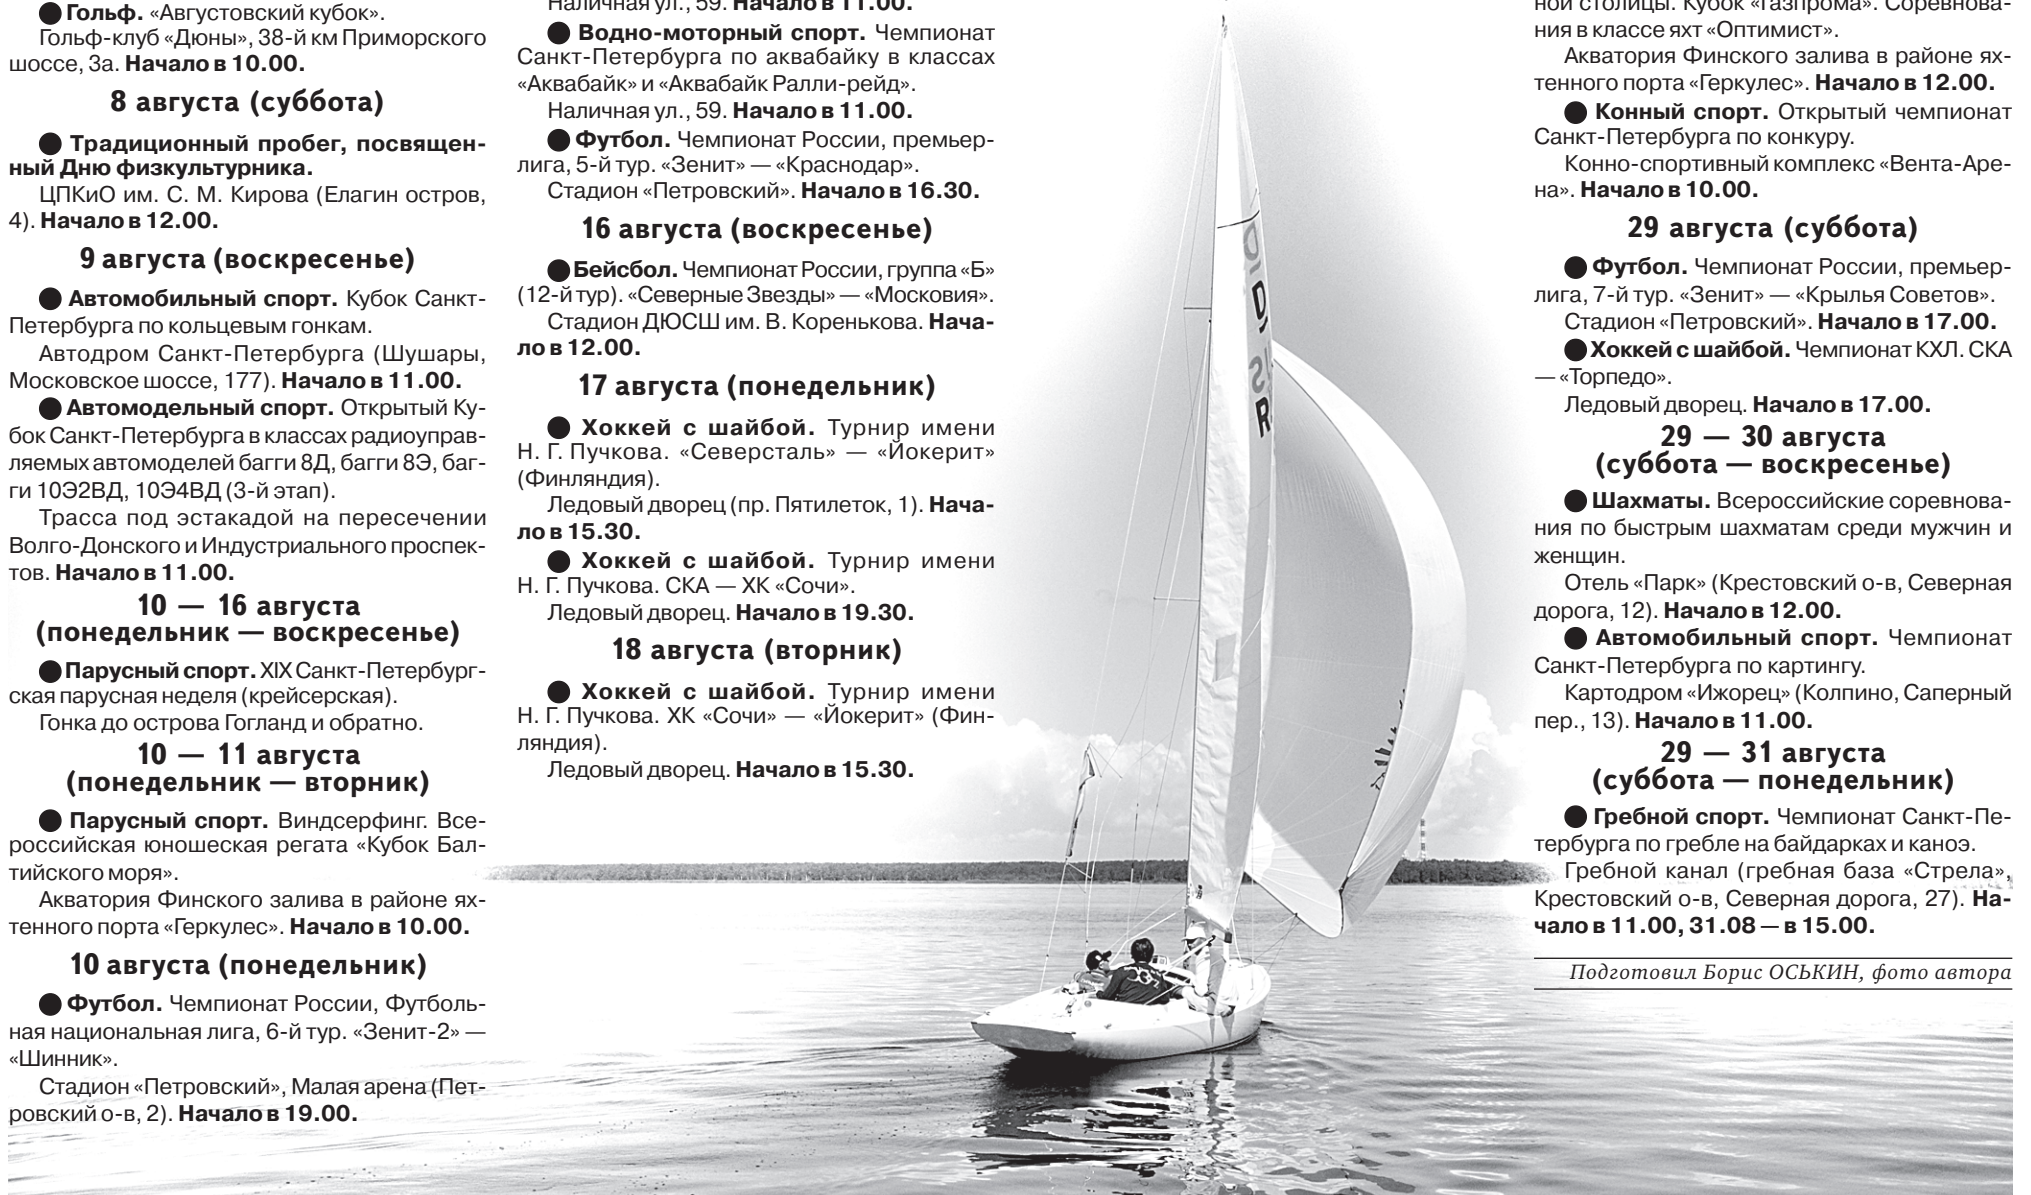 ● Гольф. «Августовский кубок».
Гольф-клуб «Дюны», 38-й км Приморского
шоссе, 3а. Начало в 10.00.
8 августа (суббота)
● Традиционный пробег, посвящен-
ный Дню физкультурника.
ЦПКиО им. С. М. Кирова (Елагин остров,
4). Начало в 12.00.
9 августа (воскресенье)
● Автомобильный спорт. Кубок Санкт-
Петербурга по кольцевым гонкам.
Автодром Санкт-Петербурга (Шушары,
Московское шоссе, 177). Начало в 11.00.
● Автомодельный спорт. Открытый Ку-
бок Санкт-Петербурга в классах радиоуправ-
ляемых автомоделей багги 8Д, багги 8Э, баг-
ги 10Э2ВД, 10Э4ВД (3-й этап).
Трасса под эстакадой на пересечении
Волго-Донского и Индустриального проспек-
тов. Начало в 11.00.
10 — 16 августа
(понедельник — воскресенье)
● Парусный спорт. XIX Санкт-Петербург-
ская парусная неделя (крейсерская).
Гонка до острова Гогланд и обратно.
10 — 11 августа
(понедельник — вторник)
● Парусный спорт. Виндсерфинг. Все-
российская юношеская регата «Кубок Бал-
тийского моря».
Акватория Финского залива в районе ях-
тенного порта «Геркулес». Начало в 10.00.
10 августа (понедельник)
● Футбол. Чемпионат России, Футболь-
ная национальная лига, 6-й тур. «Зенит-2» —
«Шинник».
Стадион «Петровский», Малая арена (Пет-
ровский о-в, 2). Начало в 19.00.
Наличная ул., 59. Начало в 11.00.
● Водно-моторный спорт. Чемпионат
Санкт-Петербурга по аквабайку в классах
«Аквабайк» и «Аквабайк Ралли-рейд».
Наличная ул., 59. Начало в 11.00.
● Футбол. Чемпионат России, премьер-
лига, 5-й тур. «Зенит» — «Краснодар».
Стадион «Петровский». Начало в 16.30.
16 августа (воскресенье)
● Бейсбол. Чемпионат России, группа «Б»
(12-й тур). «Северные Звезды» — «Московия».
Стадион ДЮСШ им. В. Коренькова. Нача-
ло в 12.00.
17 августа (понедельник)
● Хоккей с шайбой. Турнир имени
Н. Г. Пучкова. «Северсталь» — «Йокерит»
(Финляндия).
Ледовый дворец (пр. Пятилеток, 1). Нача-
ло в 15.30.
● Хоккей с шайбой. Турнир имени
Н. Г. Пучкова. СКА — ХК «Сочи».
Ледовый дворец. Начало в 19.30.
18 августа (вторник)
● Хоккей с шайбой. Турнир имени
Н. Г. Пучкова. ХК «Сочи» — «Йокерит» (Фин-
ляндия).
Ледовый дворец. Начало в 15.30.
ной столицы. Кубок «Газпрома». Соревнова-
ния в классе яхт «Оптимист».
Акватория Финского залива в районе ях-
тенного порта «Геркулес». Начало в 12.00.
● Конный спорт. Открытый чемпионат
Санкт-Петербурга по конкуру.
Конно-спортивный комплекс «Вента-Аре-
на». Начало в 10.00.
29 августа (суббота)
● Футбол. Чемпионат России, премьер-
лига, 7-й тур. «Зенит» — «Крылья Советов».
Стадион «Петровский». Начало в 17.00.
● Хоккей с шайбой. Чемпионат КХЛ. СКА
— «Торпедо».
Ледовый дворец. Начало в 17.00.
29 — 30 августа
(суббота — воскресенье)
● Шахматы. Всероссийские соревнова-
ния по быстрым шахматам среди мужчин и
женщин.
Отель «Парк» (Крестовский о-в, Северная
дорога, 12). Начало в 12.00.
● Автомобильный спорт. Чемпионат
Санкт-Петербурга по картингу.
Картодром «Ижорец» (Колпино, Саперный
пер., 13). Начало в 11.00.
29 — 31 августа
(суббота — понедельник)
● Гребной спорт. Чемпионат Санкт-Пе-
тербурга по гребле на байдарках и каноэ.
Гребной канал (гребная база «Стрела»,
Крестовский о-в, Северная дорога, 27). На-
чало в 11.00, 31.08 — в 15.00.
Подготовил Борис ОСЬКИН, фото автора